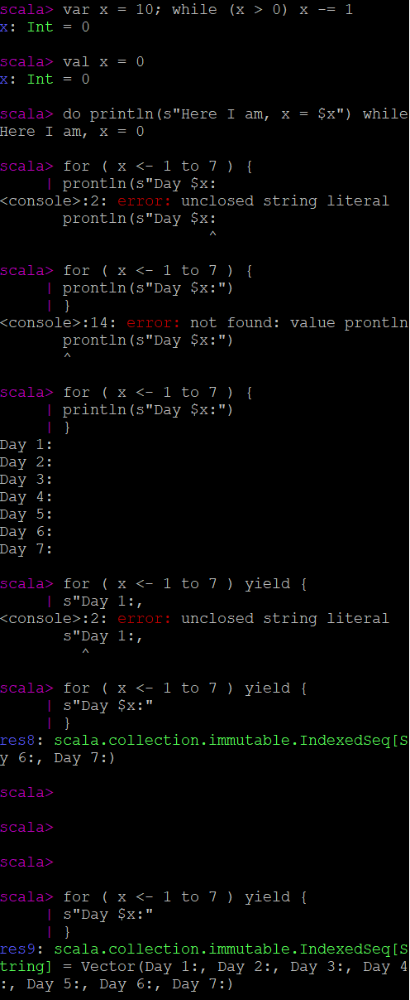 scala> var x = 10; while (x > 0) x -= 1
x: Int = 0
scala> val x = 0
x: Int = 0
scala> do println(s"Here I am, x = $x") while
Here I am, x = 0
scala> for ( x <- 1 to 7 ) {
     | prontln(s"Day $x:
<console>:2: error: unclosed string literal
       prontln(s"Day $x:
                        ^
scala> for ( x <- 1 to 7 ) {
     | prontln(s"Day $x:")
     | }
<console>:14: error: not found: value prontln
       prontln(s"Day $x:")
       ^
scala> for ( x <- 1 to 7 ) {
     | println(s"Day $x:")
     | }
Day 1:
Day 2:
Day 3:
Day 4:
Day 5:
Day 6:
Day 7:
scala> for ( x <- 1 to 7 ) yield {
     | s"Day 1:,
<console>:2: error: unclosed string literal
       s"Day 1:,
         ^
scala> for ( x <- 1 to 7 ) yield {
     | s"Day $x:"
     | }
res8: scala.collection.immutable.IndexedSeq[S
y 6:, Day 7:)
scala>
scala>
scala>
scala> for ( x <- 1 to 7 ) yield {
     | s"Day $x:"
     | }
res9: scala.collection.immutable.IndexedSeq[S
tring] = Vector(Day 1:, Day 2:, Day 3:, Day 4
:, Day 5:, Day 6:, Day 7:)